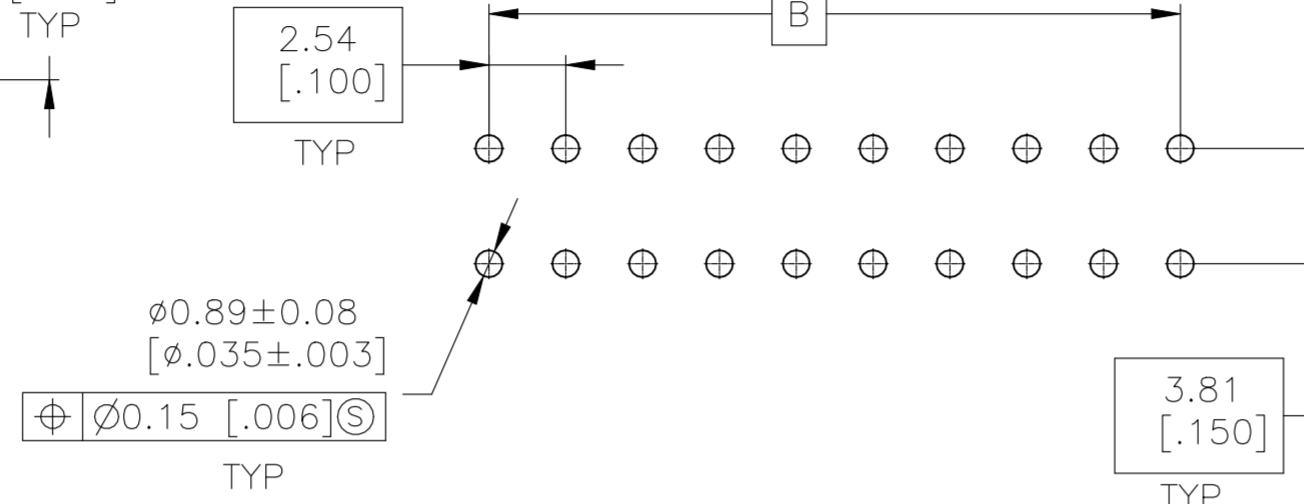 TYP
2.54
[.100]
TYP
B
ø0.89±0.08
[ø.035±.003]
⌖ Ø0.15 [.006]Ⓢ
TYP
3.81
[.150]
TYP